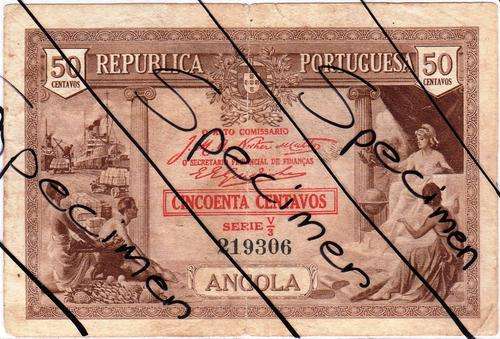 50 REPUBLICA PORTUGUESA 50
CENTAVOS CENTAVOS
O ALTO COMISSARIO
O SECRETARIO PROVINCIAL DE FINANÇAS
CINCOENTA CENTAVOS
SERIE V/3
219306
ANGOLA
Specimen
Specimen
Specimen